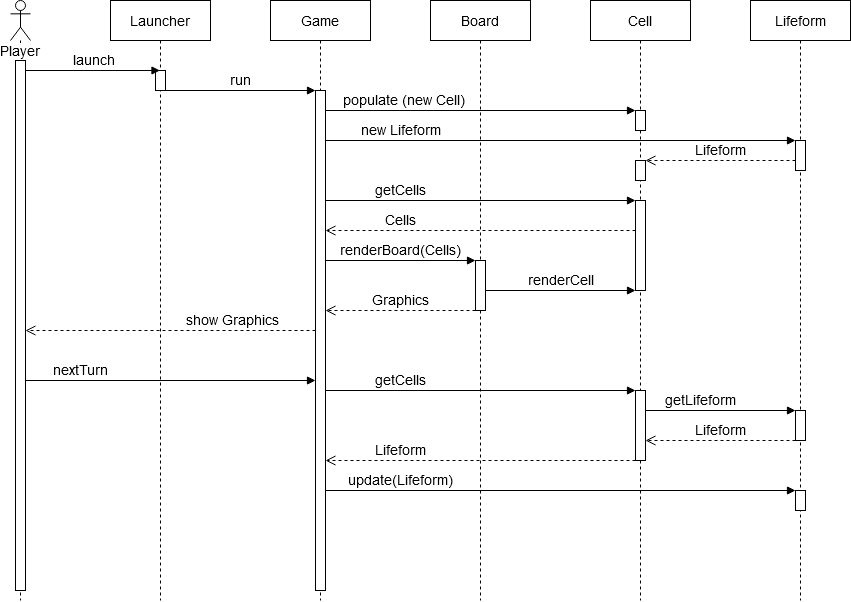 Launcher
Game
Board
Cell
Lifeform
Player
launch
run
populate (new Cell)
new Lifeform
Lifeform
getCells
Cells
renderBoard(Cells)
renderCell
Graphics
show Graphics
nextTurn
getCells
getLifeform
Lifeform
Lifeform
update(Lifeform)